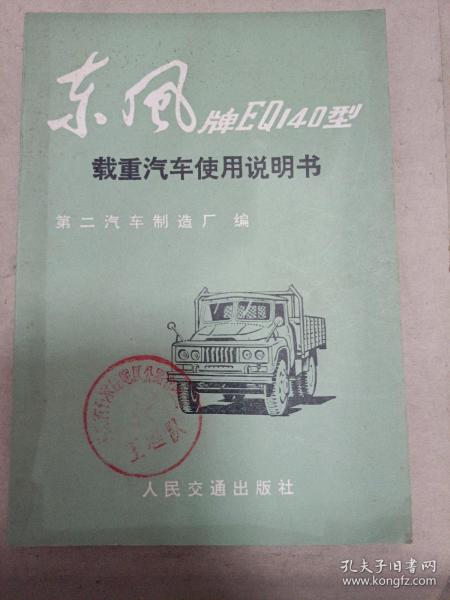 东风牌EQ140型
载重汽车使用说明书
第二汽车制造厂 编
人民交通出版社
孔夫子旧书网
www.kongfz.com